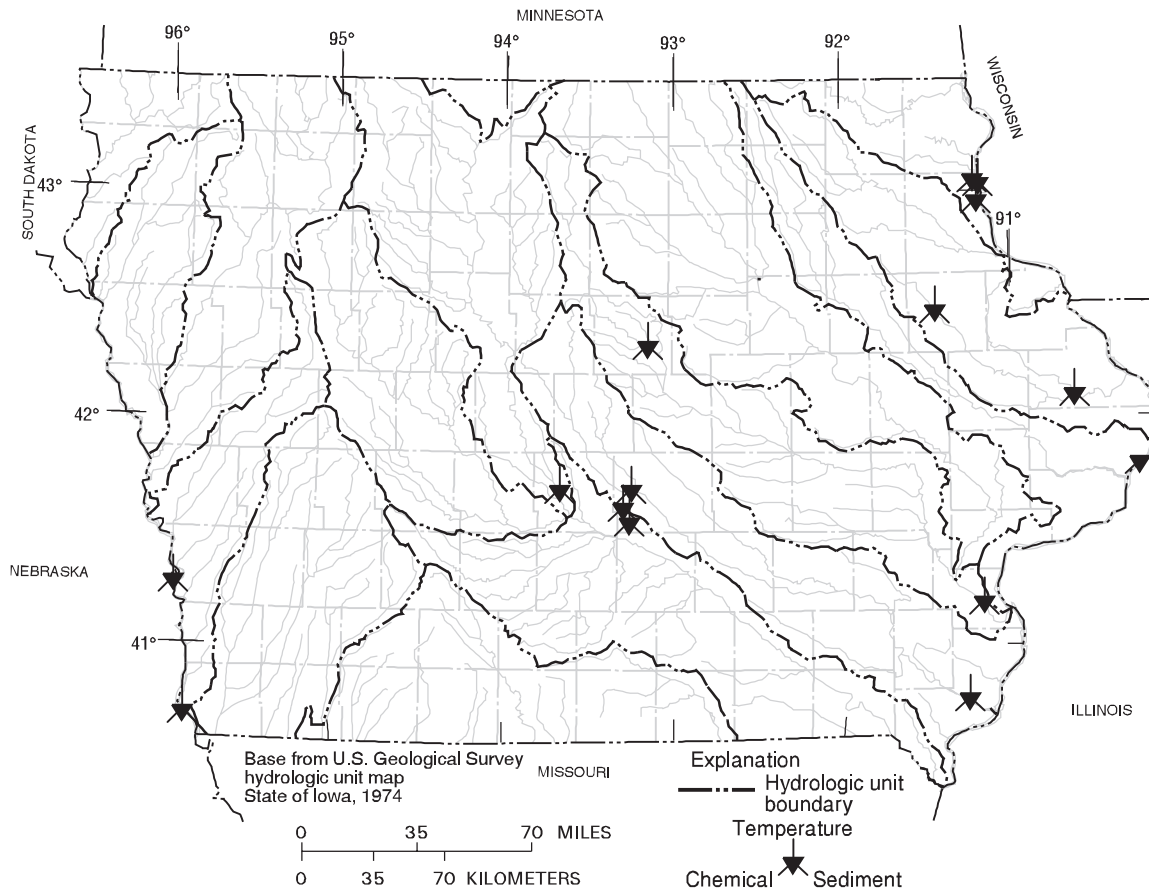 MINNESOTA
96°
95°
94°
93°
92°
WISCONSIN
SOUTH DAKOTA
43°
91°
42°
NEBRASKA
41°
ILLINOIS
MISSOURI
Base from U.S. Geological Survey
hydrologic unit map
State of Iowa, 1974
0 35 70 MILES
0 35 70 KILOMETERS
Explanation
Hydrologic unit
boundary
Temperature
Chemical Sediment